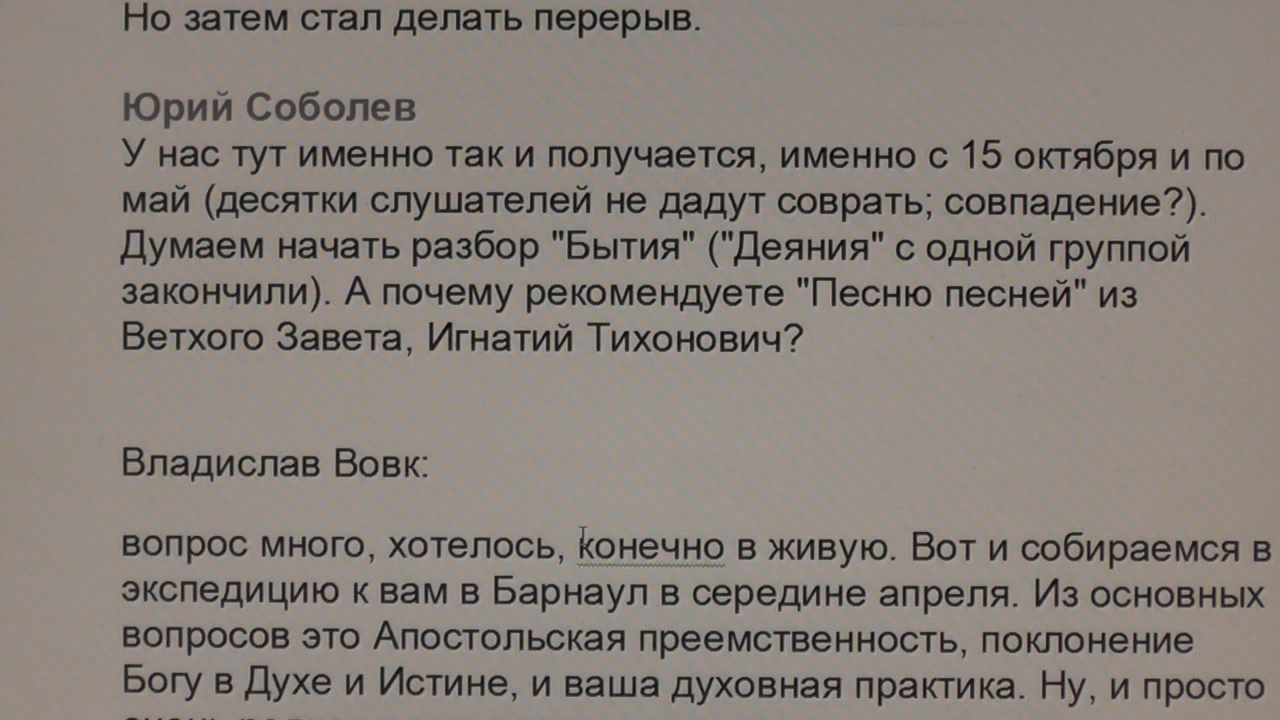 Но затем стал делать перерыв.
Юрий Соболев
У нас тут именно так и получается, именно с 15 октября и по
май (десятки слушателей не дадут соврать; совпадение?).
Думаем начать разбор "Бытия" ("Деяния" с одной группой
закончили). А почему рекомендуете "Песню песней" из
Ветхого Завета, Игнатий Тихонович?
Владислав Вовк:
вопрос много, хотелось, конечно в живую. Вот и собираемся в
экспедицию к вам в Барнаул в середине апреля. Из основных
вопросов это Апостольская преемственность, поклонение
Богу в Духе и Истине, и ваша духовная практика. Ну, и просто